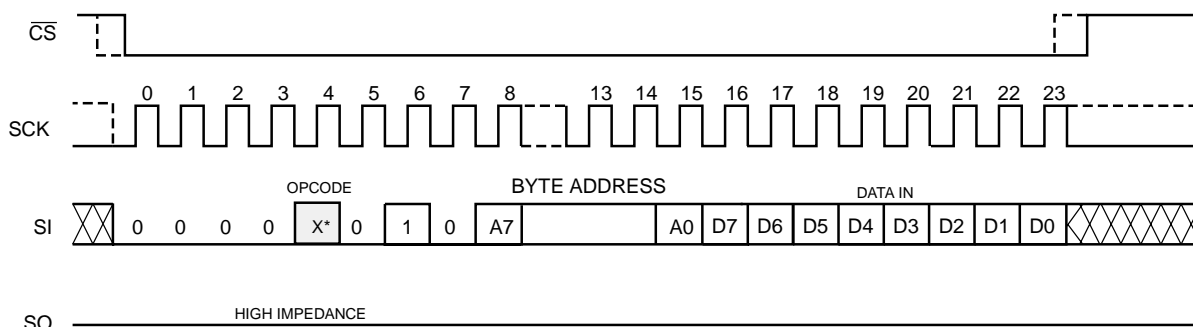 CS
0 1 2 3 4 5 6 7 8 13 14 15 16 17 18 19 20 21 22 23
SCK
OPCODE BYTE ADDRESS DATA IN
SI 0 0 0 0 X* 0 1 0 A7 A0 D7 D6 D5 D4 D3 D2 D1 D0
HIGH IMPEDANCE
SO